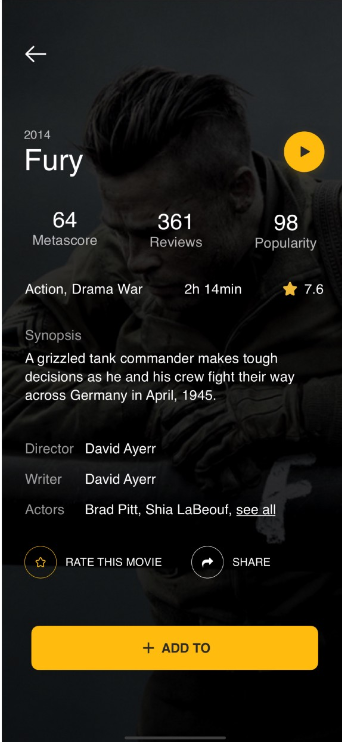 2014
Fury
64 361 98
Metascore Reviews Popularity
Action, Drama War 2h 14min 7.6
Synopsis
A grizzled tank commander makes tough
decisions as he and his crew fight their way
across Germany in April, 1945.
Director David Ayerr
Writer David Ayerr
Actors Brad Pitt, Shia LaBeouf, see all
RATE THIS MOVIE SHARE
+ ADD TO